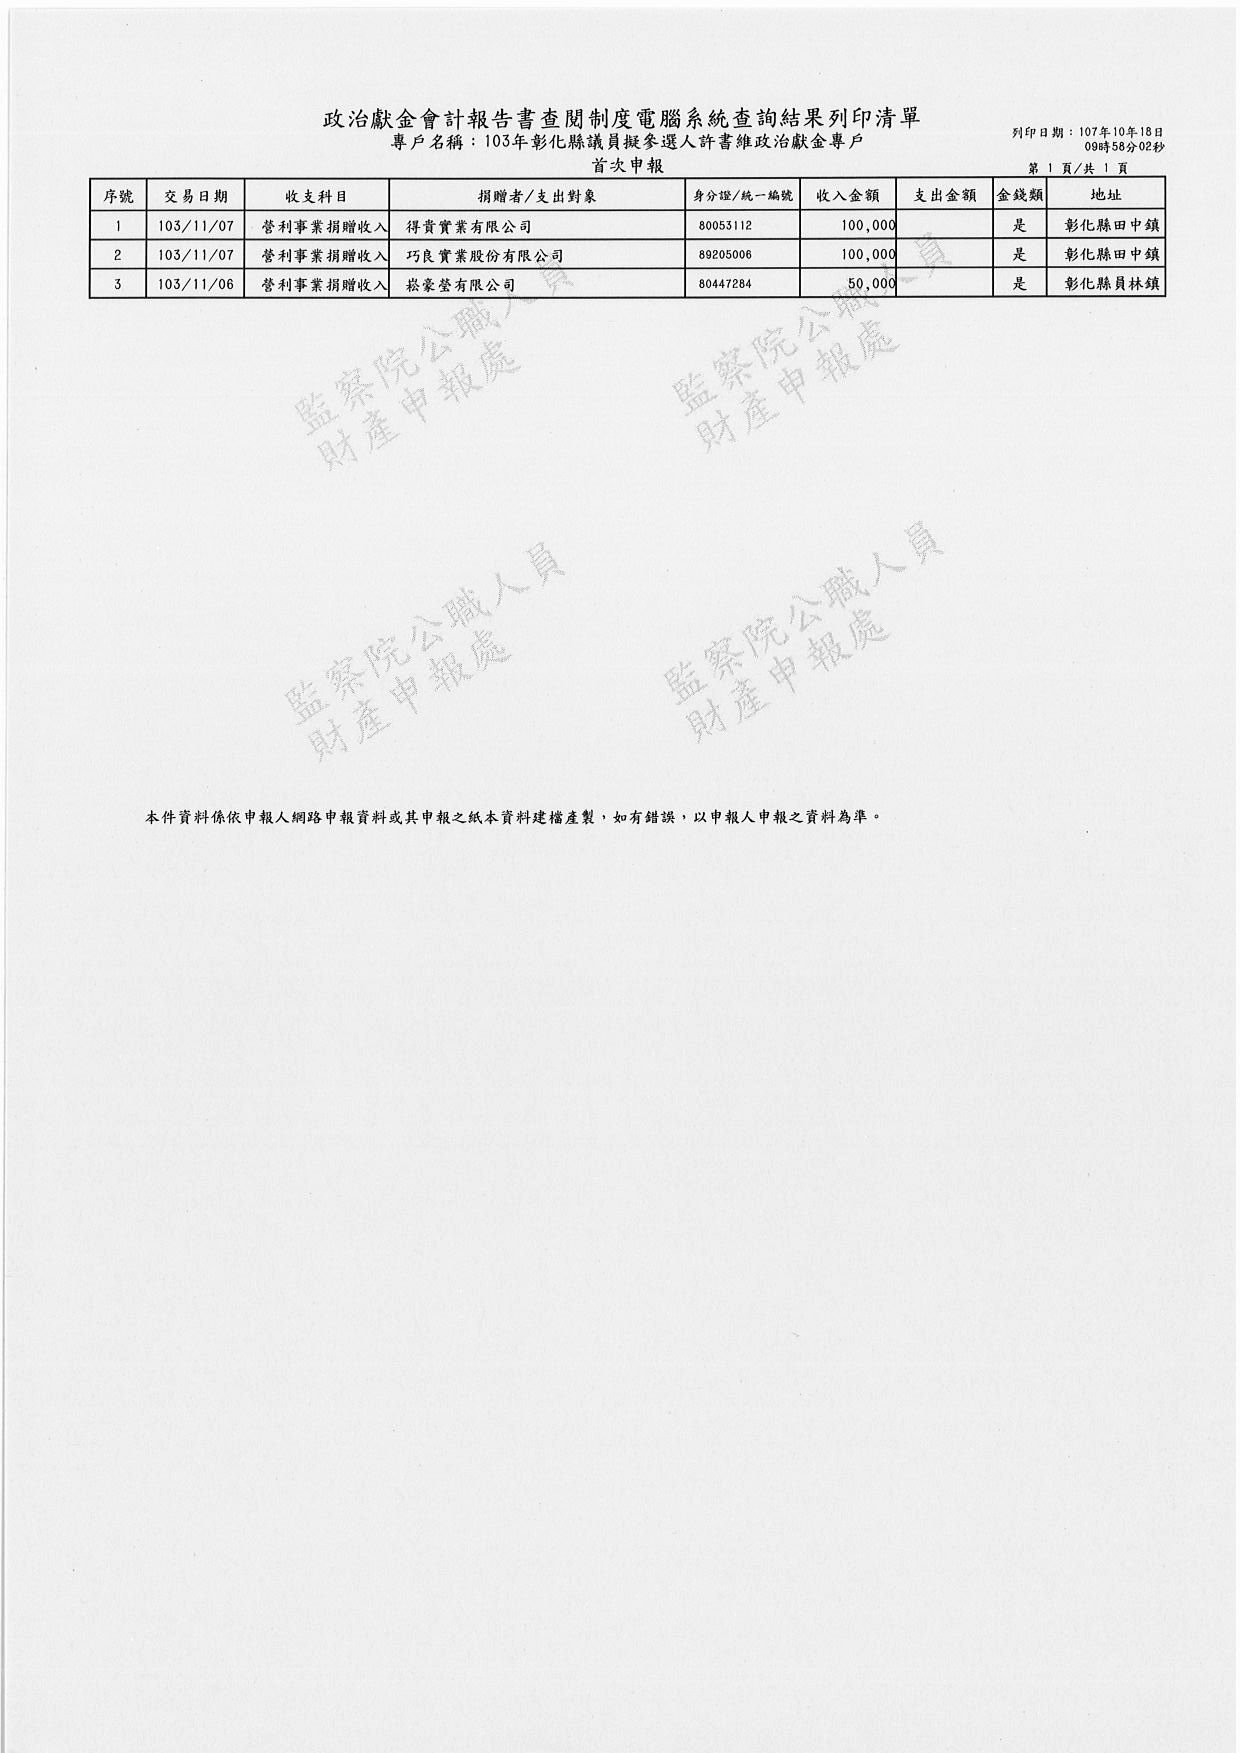 政治獻金會計報告書查閱制度電腦系統查詢結果列印清單
專戶名稱：103年彰化縣議員擬參選人許書維政治獻金專戶
首次申報
列印日期：107年10月18日
09時58分02秒
第 1 頁/共 1 頁
序號 交易日期 收支科目 捐贈者/支出對象 身分證/統一編號 收入金額 支出金額 金錢類 地址
1 103/11/07 營利事業捐贈收入 得貴實業有限公司 80053112 100,000 是 彰化縣田中鎮
2 103/11/07 營利事業捐贈收入 巧良實業股份有限公司 89205006 100,000 是 彰化縣田中鎮
3 103/11/06 營利事業捐贈收入 崧豪瑩有限公司 80447284 50,000 是 彰化縣員林鎮
監察院公職人員
財產申報處
監察院公職人員
財產申報處
監察院公職人員
財產申報處
監察院公職人員
財產申報處
本件資料係依申報人網路申報資料或其申報之紙本資料建檔產製，如有錯誤，以申報人申報之資料為準。